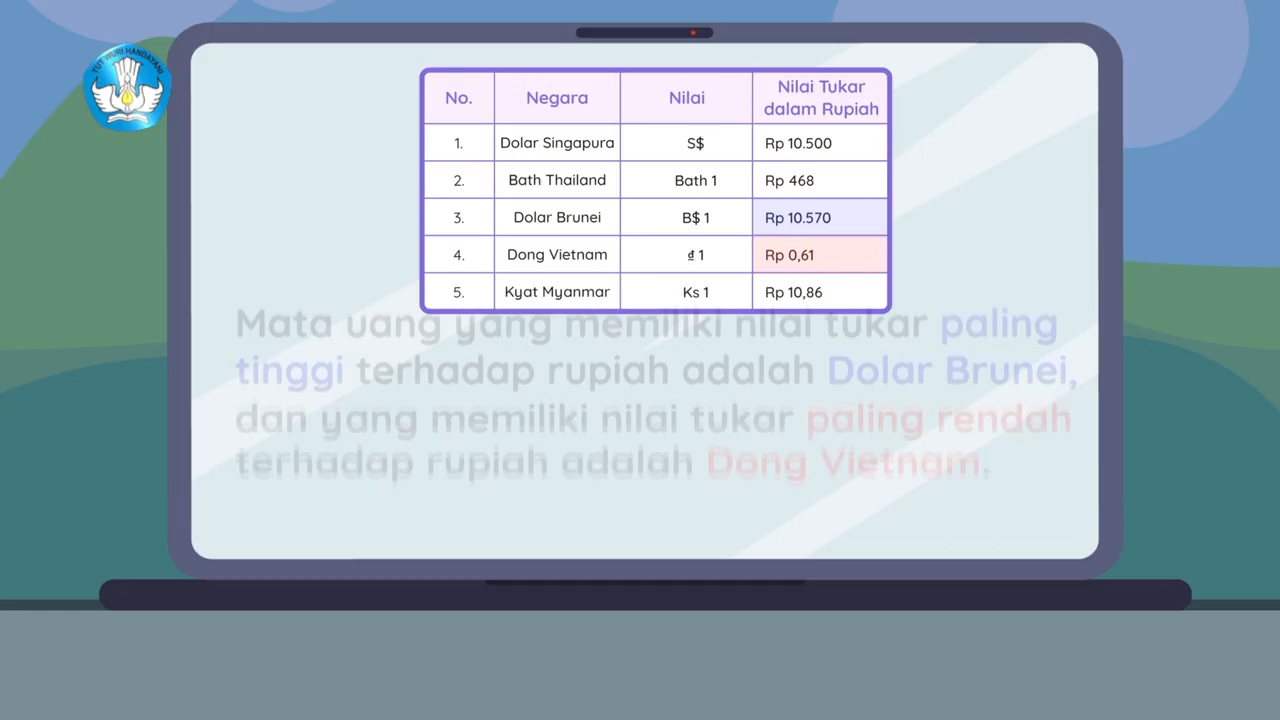 TUT WURI HANDAYANI
No. Negara Nilai Nilai Tukar dalam Rupiah
1. Dolar Singapura S$ Rp 10.500
2. Bath Thailand Bath 1 Rp 468
3. Dolar Brunei B$ 1 Rp 10.570
4. Dong Vietnam ₫ 1 Rp 0,61
5. Kyat Myanmar Ks 1 Rp 10,86
Mata uang yang memiliki nilai tukar paling
tinggi terhadap rupiah adalah Dolar Brunei,
dan yang memiliki nilai tukar paling rendah
terhadap rupiah adalah Dong Vietnam.